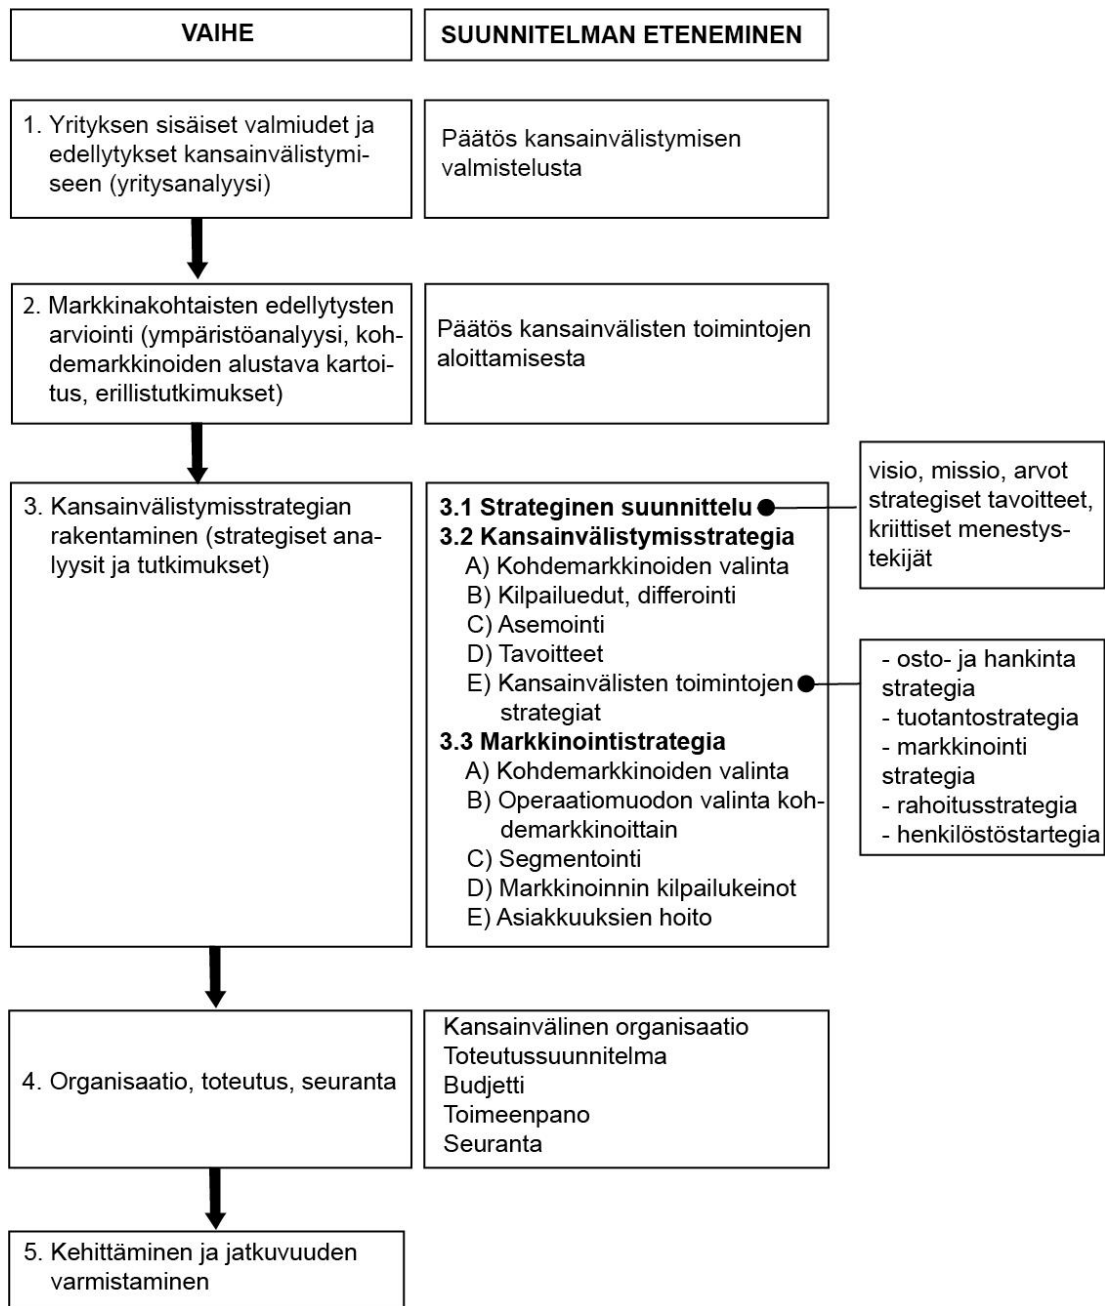 VAIHE
SUUNNITELMAN ETENEMINEN
1. Yrityksen sisäiset valmiudet ja
edellytykset kansainvälistymi-
seen (yritysanalyysi)
Päätös kansainvälistymisen
valmistelusta
2. Markkinakohtaisten edellytysten
arviointi (ympäristöanalyysi, koh-
demarkkinoiden alustava kartoi-
tus, erillistutkimukset)
Päätös kansainvälisten toimintojen
aloittamisesta
3. Kansainvälistymisstrategian
rakentaminen (strategiset ana-
lyysit ja tutkimukset)
3.1 Strateginen suunnittelu
3.2 Kansainvälistymisstrategia
A) Kohdemarkkinoiden valinta
B) Kilpailuedut, differointi
C) Asemointi
D) Tavoitteet
E) Kansainvälisten toimintojen
strategiat
3.3 Markkinointistrategia
A) Kohdemarkkinoiden valinta
B) Operaatiomuodon valinta koh-
demarkkinoittain
C) Segmentointi
D) Markkinoinnin kilpailukeinot
E) Asiakkuuksien hoito
visio, missio, arvot
strategiset tavoitteet,
kriittiset menestys-
tekijät
- osto- ja hankinta
strategia
- tuotantostrategia
- markkinointi
strategia
- rahoitusstrategia
- henkilöstöstartegia
4. Organisaatio, toteutus, seuranta
Kansainvälinen organisaatio
Toteutussuunnitelma
Budjetti
Toimeenpano
Seuranta
5. Kehittäminen ja jatkuvuuden
varmistaminen